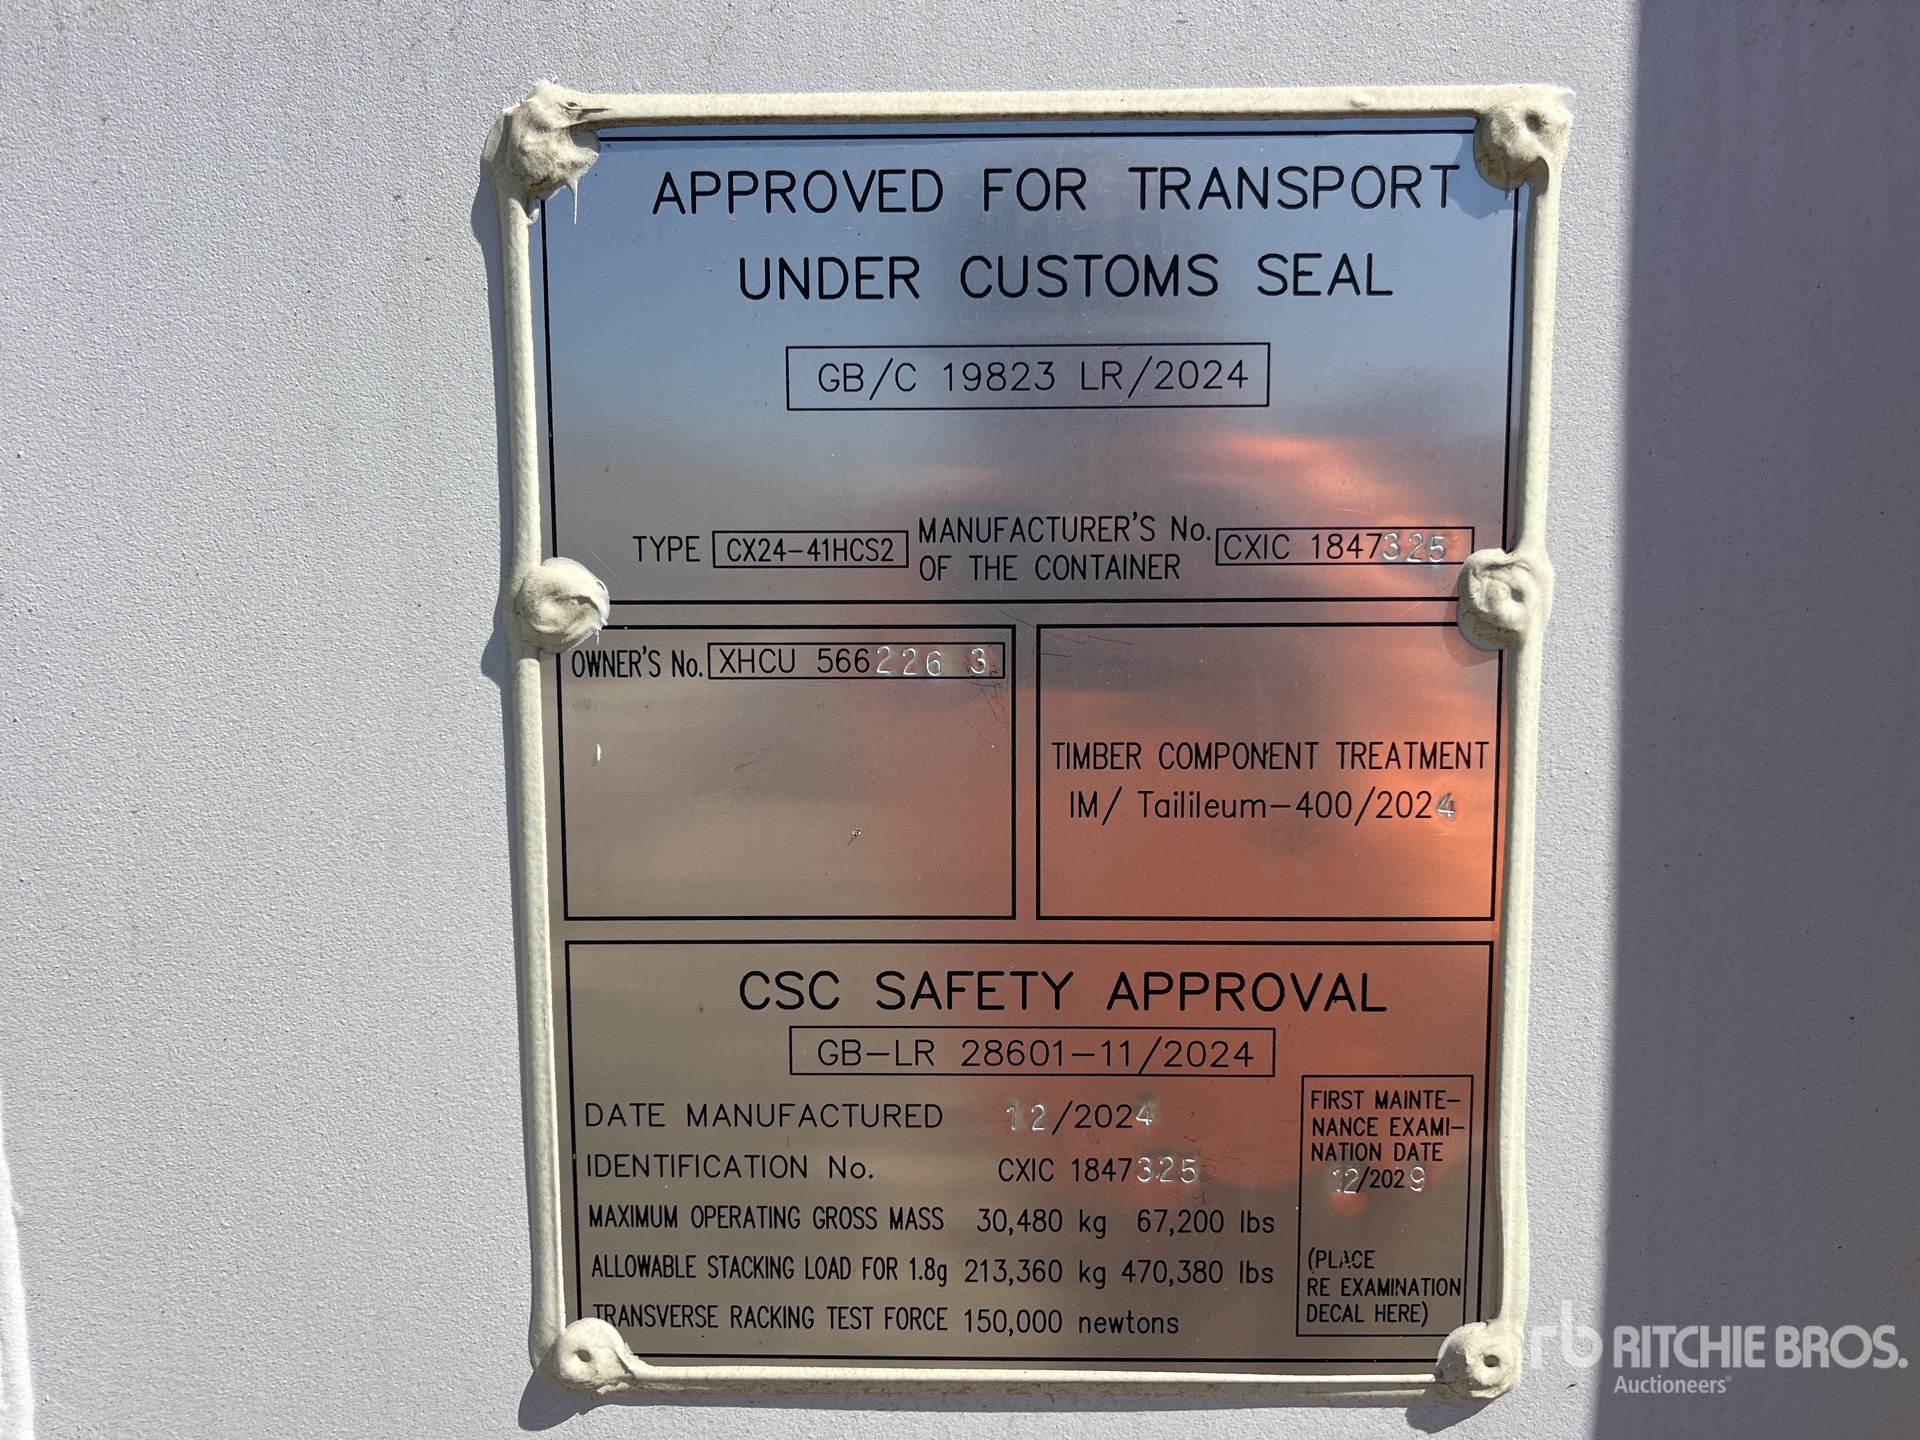 APPROVED FOR TRANSPORT
UNDER CUSTOMS SEAL
GB/C 19823 LR/2024
TYPE CX24-41HCS2 MANUFACTURER'S No. OF THE CONTAINER CXIC 1847325
OWNER'S No. XHCU 566226 3
TIMBER COMPONENT TREATMENT
IM/ Tailileum-400/2024
CSC SAFETY APPROVAL
GB-LR 28601-11/2024
DATE MANUFACTURED 12/2024
IDENTIFICATION No. CXIC 1847325
MAXIMUM OPERATING GROSS MASS 30,480 kg 67,200 lbs
ALLOWABLE STACKING LOAD FOR 1.8g 213,360 kg 470,380 lbs
TRANSVERSE RACKING TEST FORCE 150,000 newtons
FIRST MAINTE-
NANCE EXAMI-
NATION DATE
12/2029
(PLACE
RE EXAMINATION
DECAL HERE)
rb RITCHIE BROS.
Auctioneers